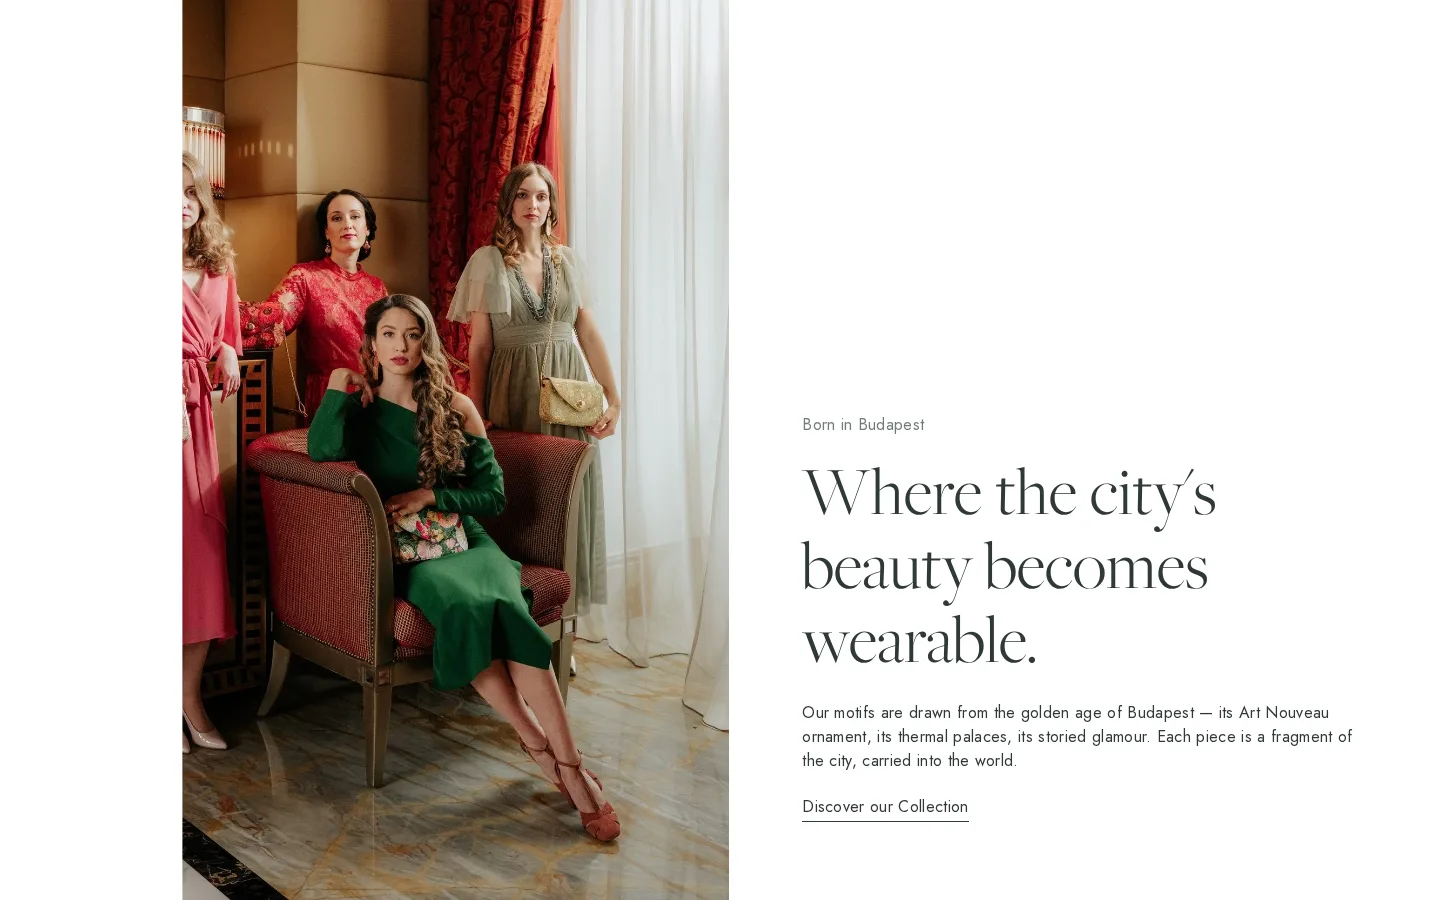 Born in Budapest
Where the city's
beauty becomes
wearable.
Our motifs are drawn from the golden age of Budapest — its Art Nouveau
ornament, its thermal palaces, its storied glamour. Each piece is a fragment of
the city, carried into the world.
Discover our Collection